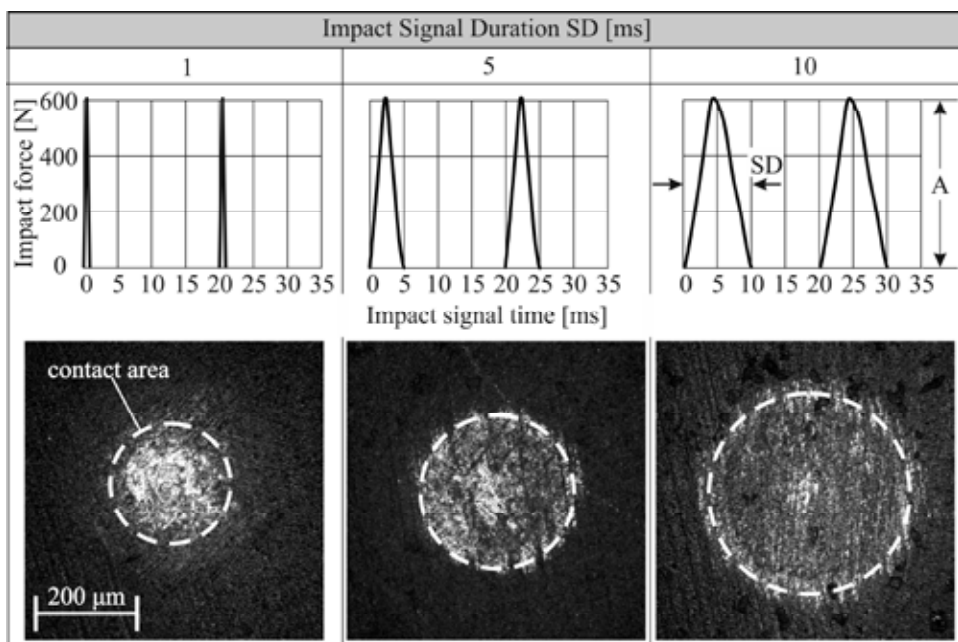 Impact Signal Duration SD [ms]
1 5 10
Impact force [N]
600
400
200
0
0 5 10 15 20 25 30 35
0 5 10 15 20 25 30 35
0 5 10 15 20 25 30 35
SD
A
Impact signal time [ms]
contact area
200 μm